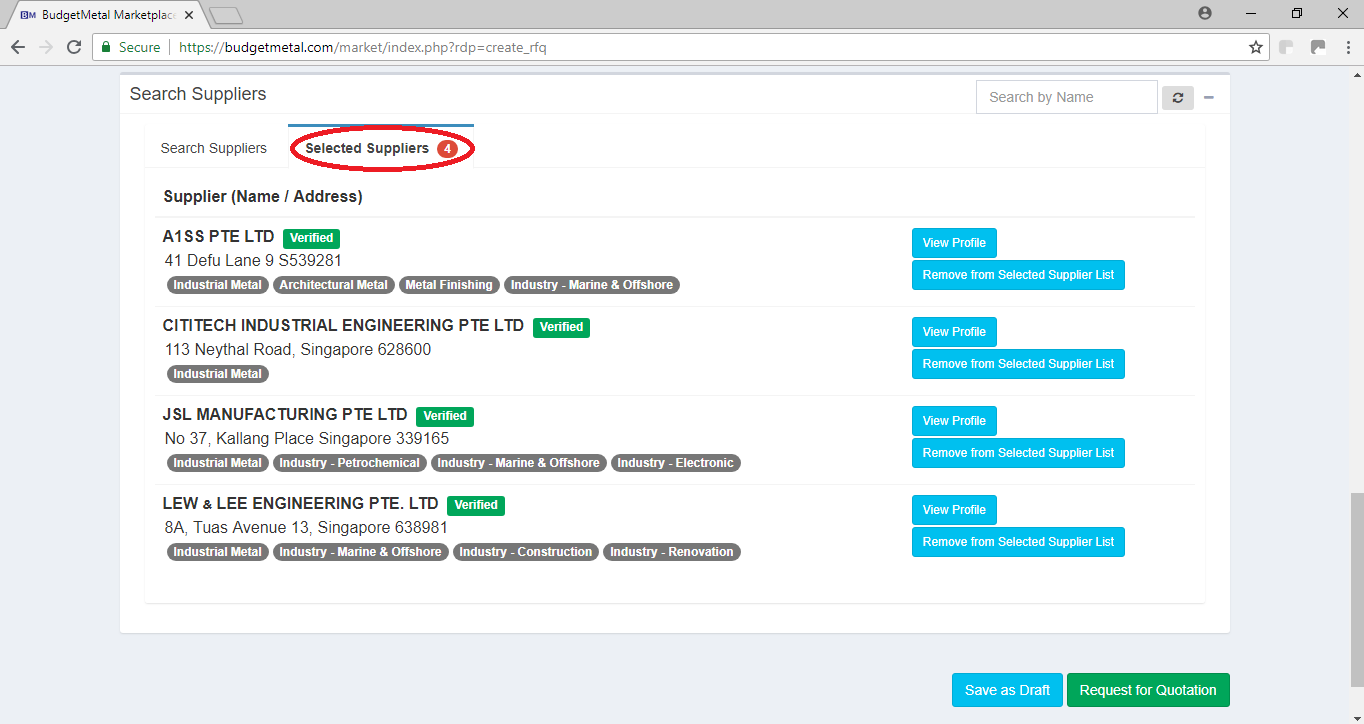 BM BudgetMetal Marketplac
Secure https://budgetmetal.com/market/index.php?rdp=create_rfq
Search Suppliers Search by Name
Search Suppliers Selected Suppliers 4
Supplier (Name / Address)
A1SS PTE LTD Verified View Profile
41 Defu Lane 9 S539281 Remove from Selected Supplier List
Industrial Metal Architectural Metal Metal Finishing Industry - Marine & Offshore
CITITECH INDUSTRIAL ENGINEERING PTE LTD Verified View Profile
113 Neythal Road, Singapore 628600 Remove from Selected Supplier List
Industrial Metal
JSL MANUFACTURING PTE LTD Verified View Profile
No 37, Kallang Place Singapore 339165 Remove from Selected Supplier List
Industrial Metal Industry - Petrochemical Industry - Marine & Offshore Industry - Electronic
LEW & LEE ENGINEERING PTE. LTD Verified View Profile
8A, Tuas Avenue 13, Singapore 638981 Remove from Selected Supplier List
Industrial Metal Industry - Marine & Offshore Industry - Construction Industry - Renovation
Save as Draft Request for Quotation